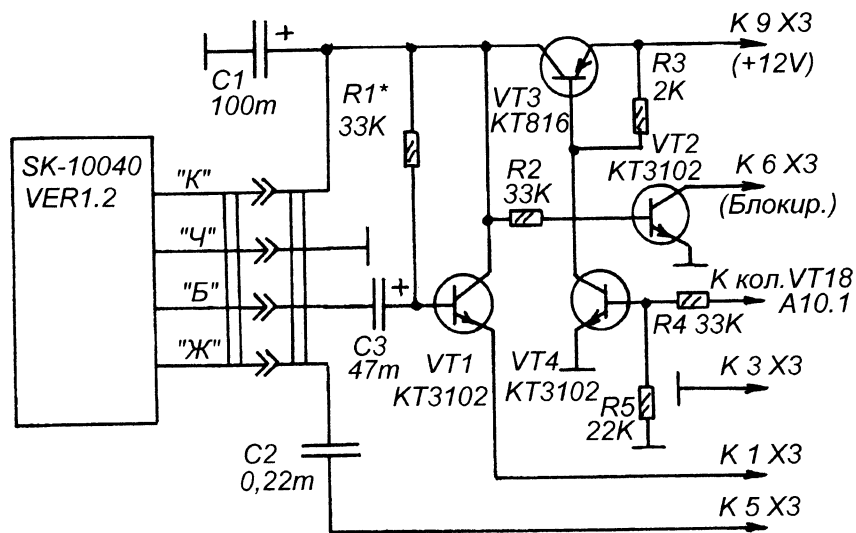 C1
100m
R1*
33K
VT3
KT816
R3
2K
К 9 X3
(+12V)
SK-10040
VER1.2
"К"
"Ч"
"Б"
"Ж"
R2
33K
VT2
KT3102
К 6 X3
(Блокир.)
C3
47m
VT1
KT3102
VT4
KT3102
R4 33K
К кол.VT18
A10.1
R5
22K
К 3 X3
C2
0,22m
К 1 X3
К 5 X3
+
+